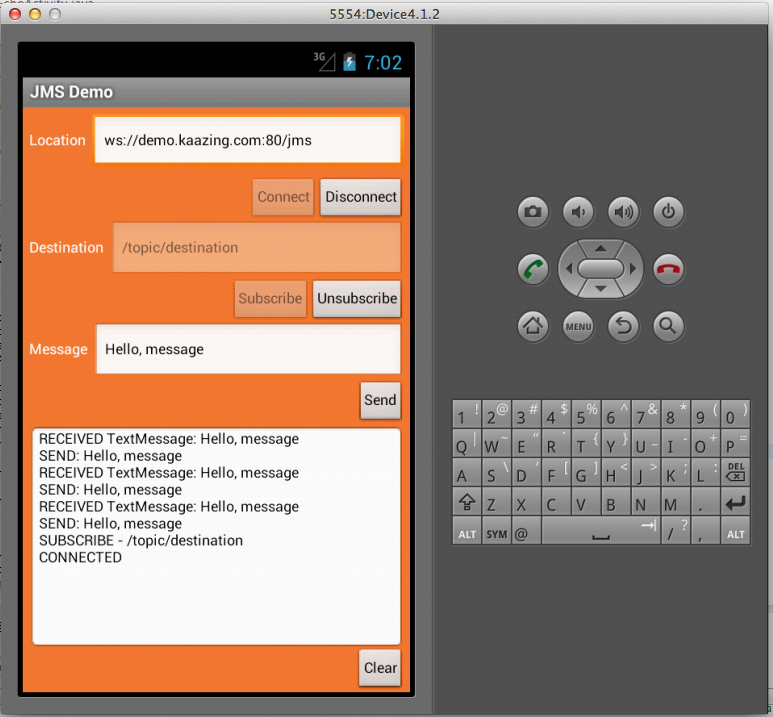 5554:Device4.1.2
3G 7:02
JMS Demo
Location ws://demo.kaazing.com:80/jms
Connect Disconnect
Destination /topic/destination
Subscribe Unsubscribe
Message Hello, message
Send
RECEIVED TextMessage: Hello, message
SEND: Hello, message
RECEIVED TextMessage: Hello, message
SEND: Hello, message
RECEIVED TextMessage: Hello, message
SEND: Hello, message
SUBSCRIBE - /topic/destination
CONNECTED
Clear
MENU
1 ! 2 @ 3 # 4 $ 5 % 6 ^ 7 & 8 * 9 ( 0 )
Q | W ~ E " R ` T { Y } U _ I - O + P =
A S \ D ' F [ G ] H < J > K ; L : DEL
Z X C V B N M .
ALT SYM @ / ? , ALT